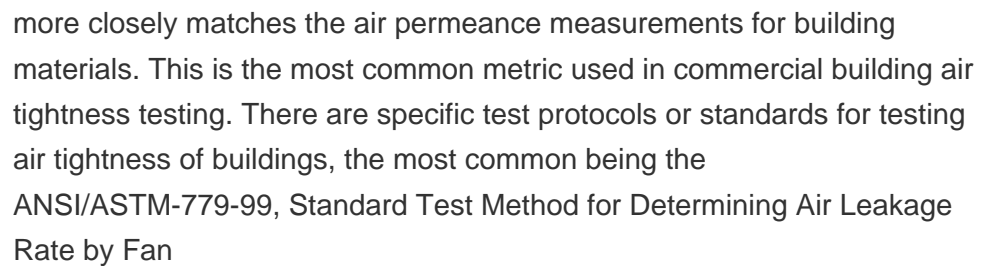 more closely matches the air permeance measurements for building
materials. This is the most common metric used in commercial building air
tightness testing. There are specific test protocols or standards for testing
air tightness of buildings, the most common being the
ANSI/ASTM-779-99, Standard Test Method for Determining Air Leakage
Rate by Fan